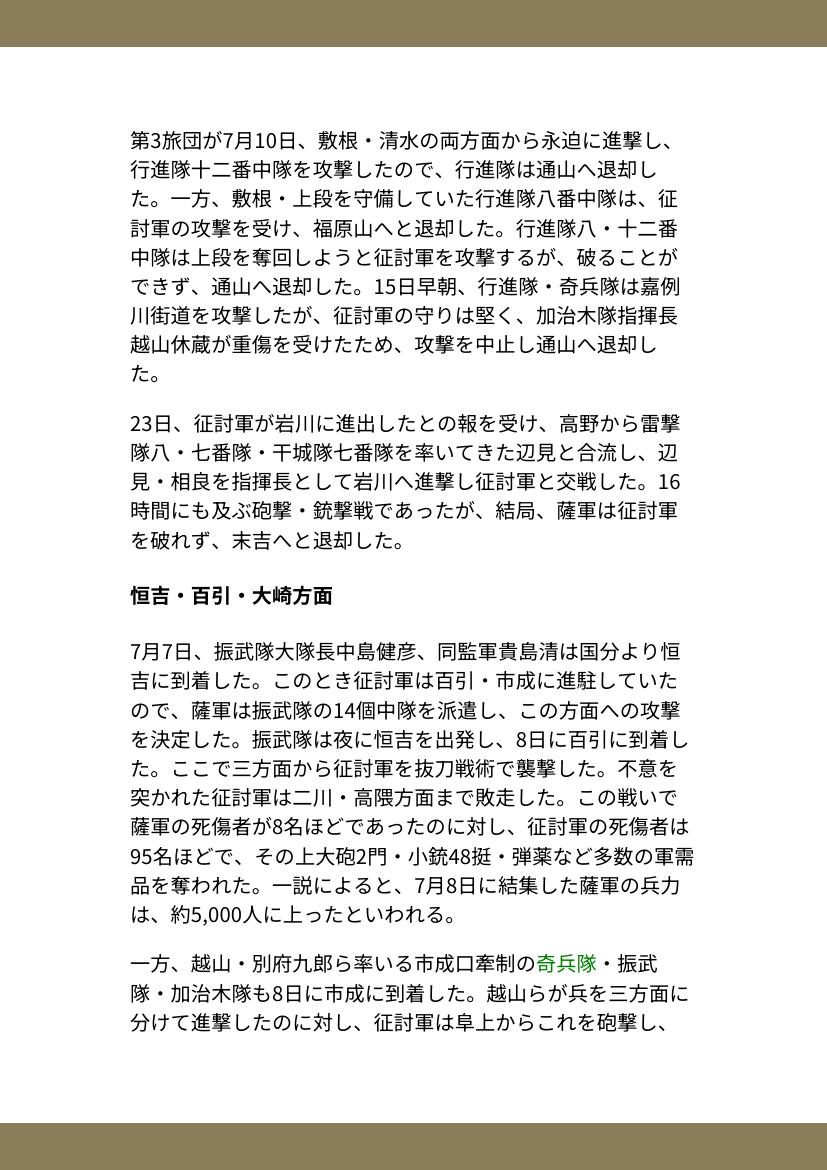 第3旅団が7月10日、敷根・清水の両方面から永迫に進撃し、
行進隊十二番中隊を攻撃したので、行進隊は通山へ退却し
た。一方、敷根・上段を守備していた行進隊八番中隊は、征
討軍の攻撃を受け、福原山へと退却した。行進隊八・十二番
中隊は上段を奪回しようと征討軍を攻撃するが、破ることが
できず、通山へ退却した。15日早朝、行進隊・奇兵隊は嘉例
川街道を攻撃したが、征討軍の守りは堅く、加治木隊指揮長
越山休蔵が重傷を受けたため、攻撃を中止し通山へ退却し
た。
23日、征討軍が岩川に進出したとの報を受け、高野から雷撃
隊八・七番隊・干城隊七番隊を率いてきた辺見と合流し、辺
見・相良を指揮長として岩川へ進撃し征討軍と交戦した。16
時間にも及ぶ砲撃・銃撃戦であったが、結局、薩軍は征討軍
を破れず、末吉へと退却した。
恒吉・百引・大崎方面
7月7日、振武隊大隊長中島健彦、同監軍貴島清は国分より恒
吉に到着した。このとき征討軍は百引・市成に進駐していた
ので、薩軍は振武隊の14個中隊を派遣し、この方面への攻撃
を決定した。振武隊は夜に恒吉を出発し、8日に百引に到着し
た。ここで三方面から征討軍を抜刀戦術で襲撃した。不意を
突かれた征討軍は二川・高隈方面まで敗走した。この戦いで
薩軍の死傷者が8名ほどであったのに対し、征討軍の死傷者は
95名ほどで、その上大砲2門・小銃48挺・弾薬など多数の軍需
品を奪われた。一説によると、7月8日に結集した薩軍の兵力
は、約5,000人に上ったといわれる。
一方、越山・別府九郎ら率いる市成口牽制の奇兵隊・振武
隊・加治木隊も8日に市成に到着した。越山らが兵を三方面に
分けて進撃したのに対し、征討軍は阜上からこれを砲撃し、